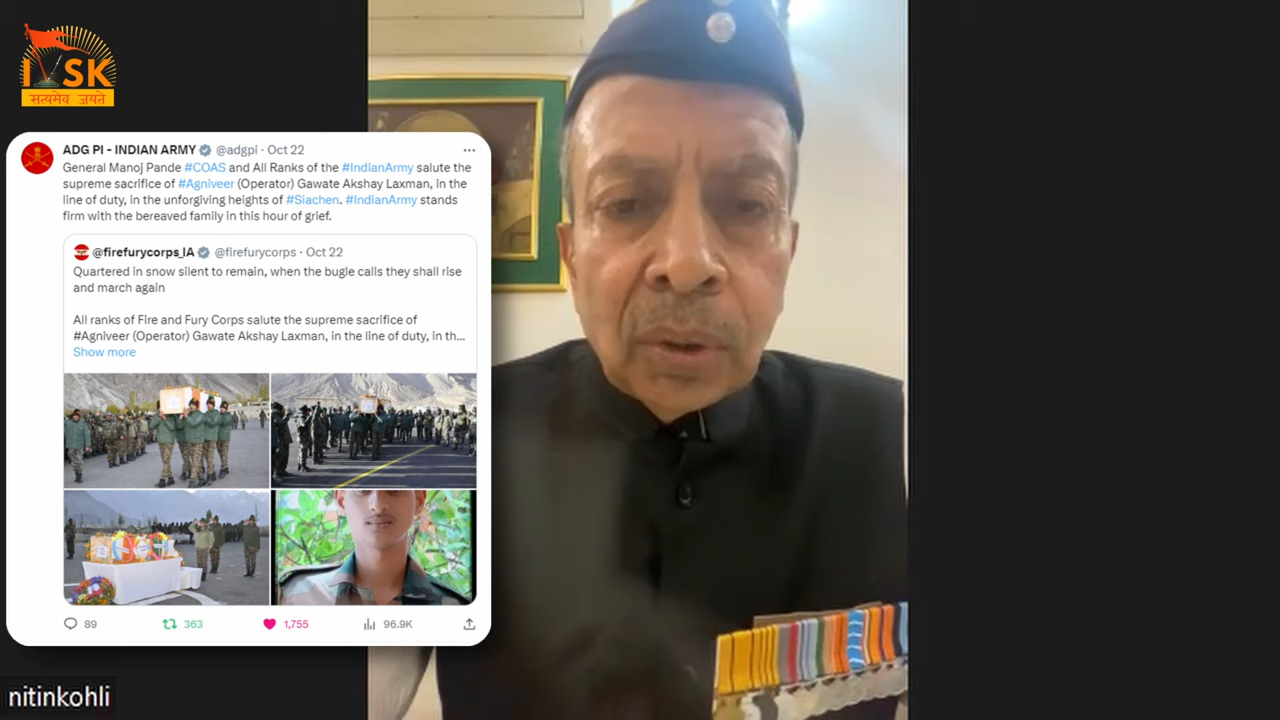 I SK
सत्यमेव जयते
ADG PI - INDIAN ARMY @adgpi · Oct 22
General Manoj Pande #COAS and All Ranks of the #IndianArmy salute the
supreme sacrifice of #Agniveer (Operator) Gawate Akshay Laxman, in the
line of duty, in the unforgiving heights of #Siachen. #IndianArmy stands
firm with the bereaved family in this hour of grief.
@firefurycorps_IA @firefurycorps · Oct 22
Quartered in snow silent to remain, when the bugle calls they shall rise
and march again
All ranks of Fire and Fury Corps salute the supreme sacrifice of
#Agniveer (Operator) Gawate Akshay Laxman, in the line of duty, in th...
Show more
89 363 1,755 96.9K
nitinkohli